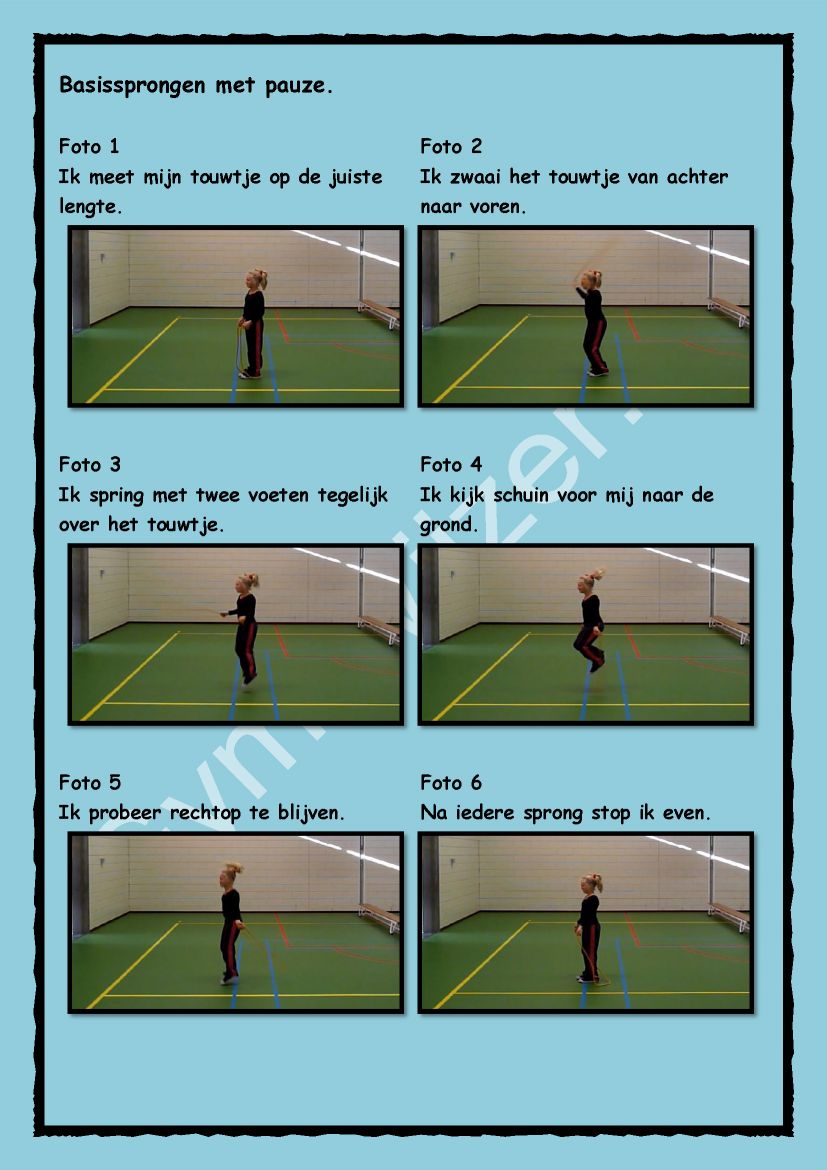 Basissprongen met pauze.
Foto 1
Ik meet mijn touwtje op de juiste
lengte.
Foto 2
Ik zwaai het touwtje van achter
naar voren.
Foto 3
Ik spring met twee voeten tegelijk
over het touwtje.
Foto 4
Ik kijk schuin voor mij naar de
grond.
Foto 5
Ik probeer rechtop te blijven.
Foto 6
Na iedere sprong stop ik even.